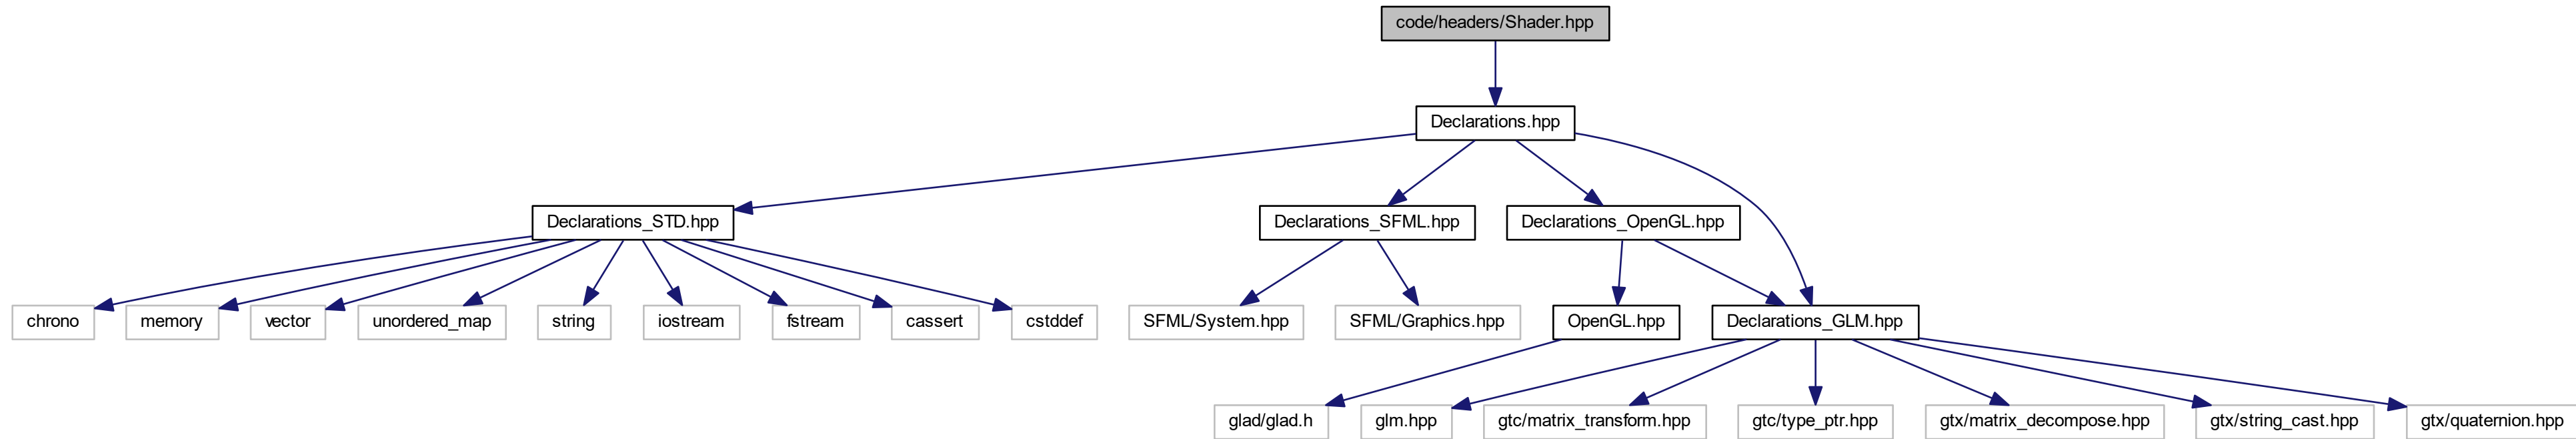 code/headers/Shader.hpp
Declarations.hpp
Declarations_STD.hpp
Declarations_SFML.hpp
Declarations_OpenGL.hpp
chrono
memory
vector
unordered_map
string
iostream
fstream
cassert
cstddef
SFML/System.hpp
SFML/Graphics.hpp
OpenGL.hpp
Declarations_GLM.hpp
glad/glad.h
glm.hpp
gtc/matrix_transform.hpp
gtc/type_ptr.hpp
gtx/matrix_decompose.hpp
gtx/string_cast.hpp
gtx/quaternion.hpp